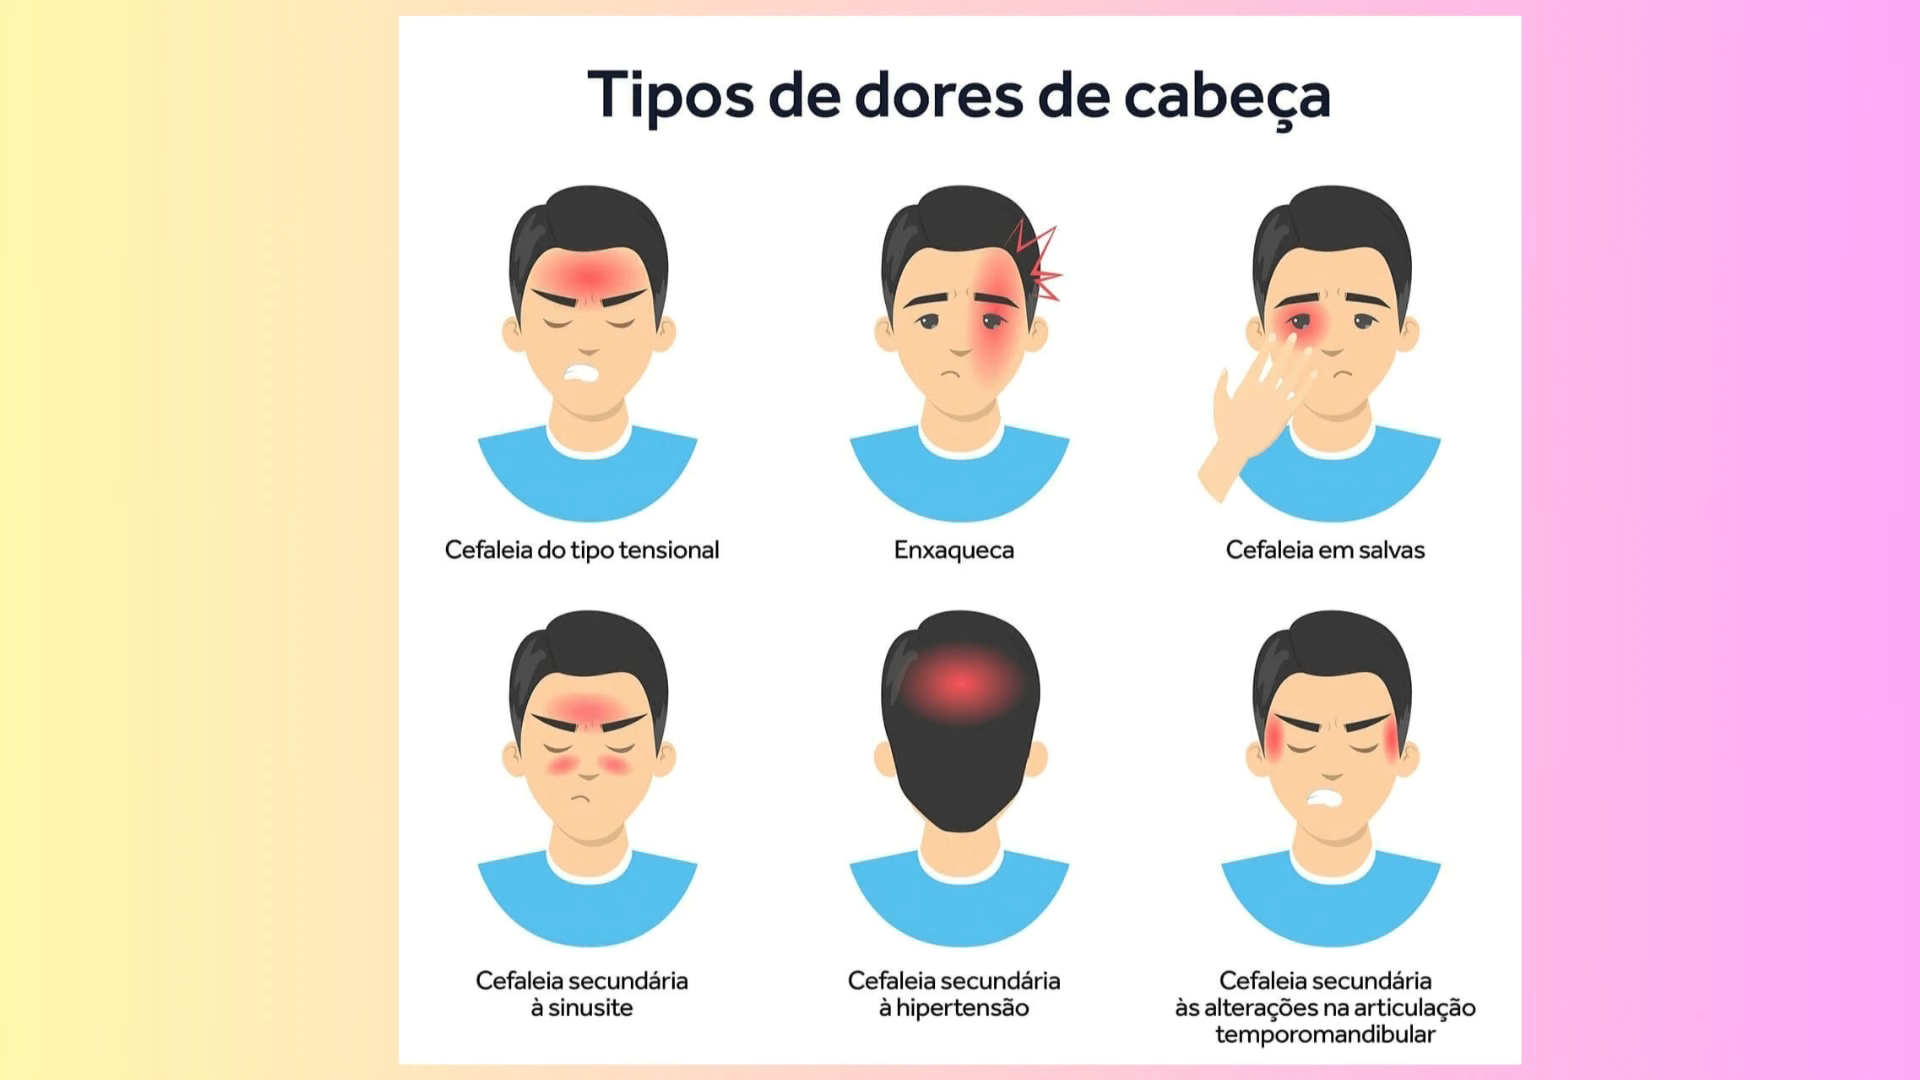 Tipos de dores de cabeça
Cefaleia do tipo tensional
Enxaqueca
Cefaleia em salvas
Cefaleia secundária
à sinusite
Cefaleia secundária
à hipertensão
Cefaleia secundária
às alterações na articulação
temporomandibular